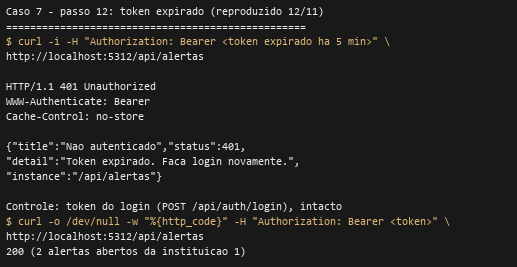 Caso 7 - passo 12: token expirado (reproduzido 12/11)
==================================================
$ curl -i -H "Authorization: Bearer <token expirado ha 5 min>" \
http://localhost:5312/api/alertas
HTTP/1.1 401 Unauthorized
WWW-Authenticate: Bearer
Cache-Control: no-store
{"title":"Nao autenticado","status":401,
"detail":"Token expirado. Faca login novamente.",
"instance":"/api/alertas"}
Controle: token do login (POST /api/auth/login), intacto
$ curl -o /dev/null -w "%{http_code}" -H "Authorization: Bearer <token>" \
http://localhost:5312/api/alertas
200 (2 alertas abertos da instituicao 1)